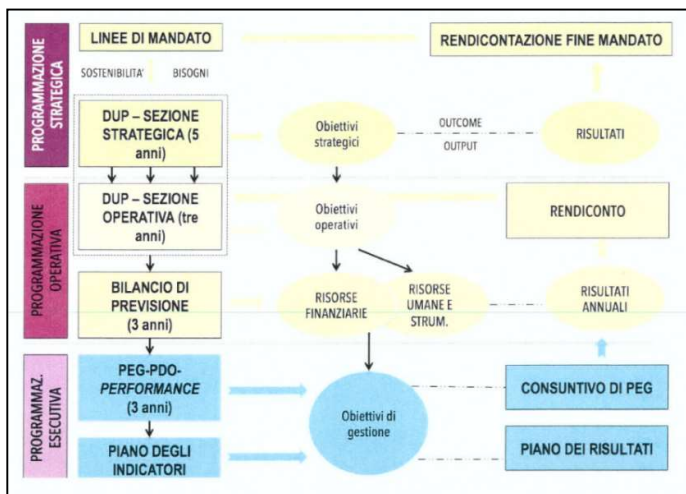 PROGRAMMAZIONE
STRATEGICA
LINEE DI MANDATO
RENDICONTAZIONE FINE MANDATO
SOSTENIBILITA'
BISOGNI
DUP – SEZIONE
STRATEGICA (5
anni)
Obiettivi
strategici
OUTCOME
OUTPUT
RISULTATI
PROGRAMMAZIONE
OPERATIVA
DUP – SEZIONE
OPERATIVA (tre
anni)
Obiettivi
operativi
RENDICONTO
BILANCIO DI
PREVISIONE
(3 anni)
RISORSE
FINANZIARIE
RISORSE
UMANE E
STRUM.
RISULTATI
ANNUALI
PROGRAMMAZ.
ESECUTIVA
PEG-PDO-
PERFORMANCE
(3 anni)
Obiettivi di
gestione
CONSUNTIVO DI PEG
PIANO DEGLI
INDICATORI
PIANO DEI RISULTATI